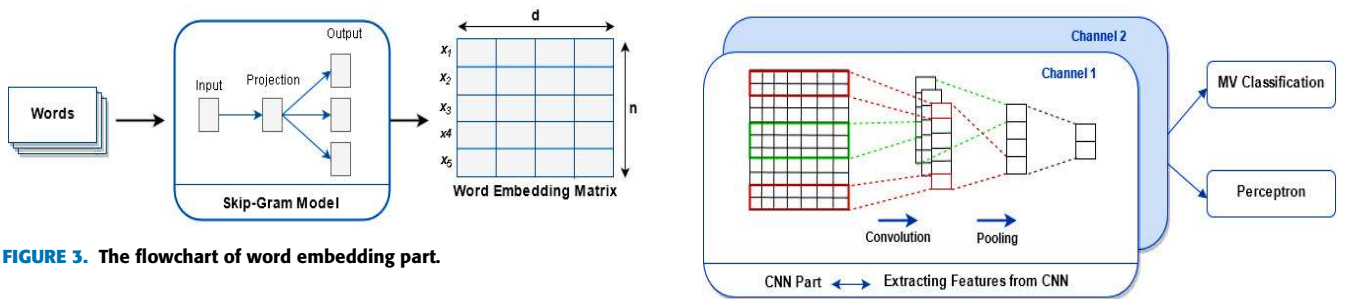 Words
Input
Projection
Output
Skip-Gram Model
d
x1
x2
x3
x4
x5
n
Word Embedding Matrix
FIGURE 3. The flowchart of word embedding part.
Channel 2
Channel 1
Convolution
Pooling
CNN Part
Extracting Features from CNN
MV Classification
Perceptron